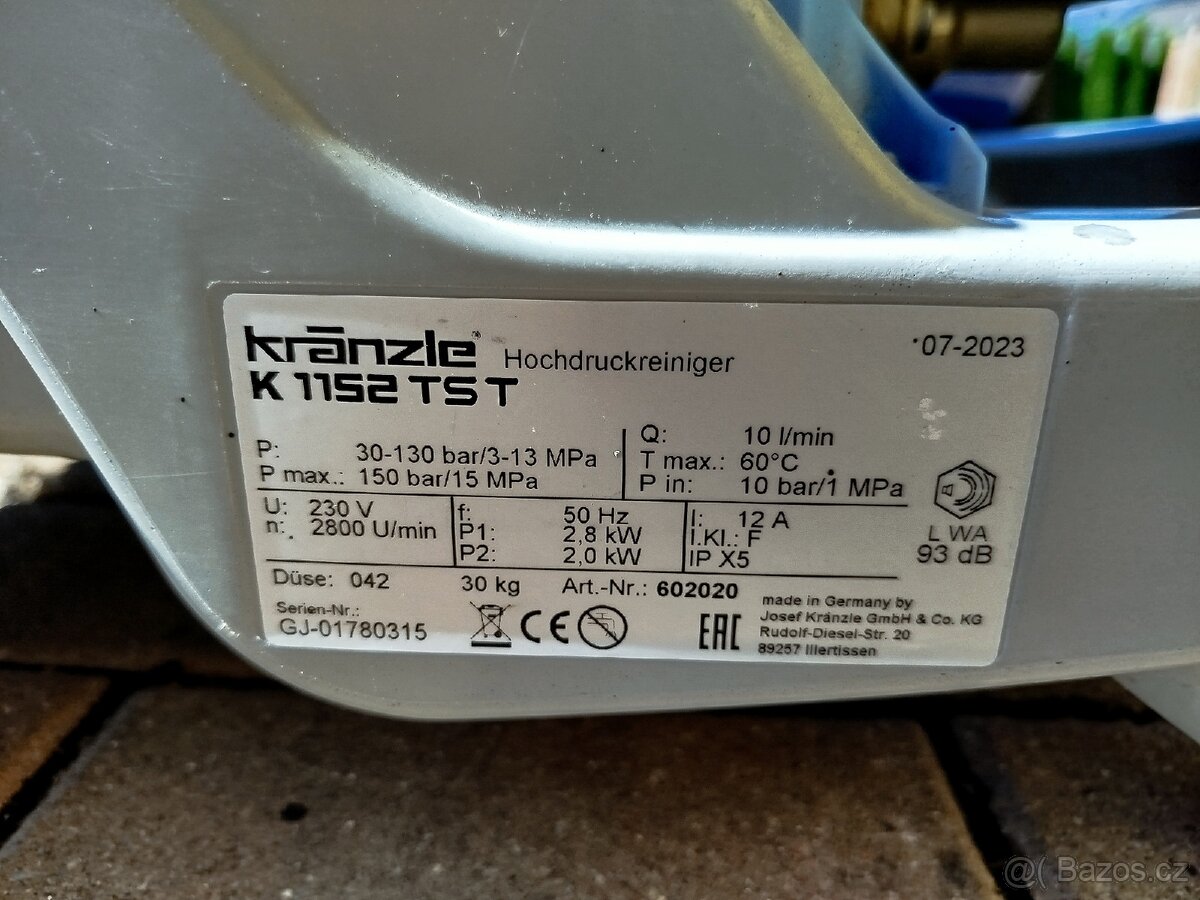 kränzle Hochdruckreiniger 07-2023
K 1152 TS T
P: 30-130 bar/3-13 MPa
P max.: 150 bar/15 MPa
Q: 10 l/min
T max.: 60°C
P in: 10 bar/1 MPa
U: 230 V
n: 2800 U/min
f: 50 Hz
P1: 2,8 kW
P2: 2,0 kW
I: 12 A
I.Kl.: F
IP X5
L WA
93 dB
Düse: 042 30 kg Art.-Nr.: 602020
Serien-Nr.:
GJ-01780315
CE
EAC
made in Germany by
Josef Kränzle GmbH & Co. KG
Rudolf-Diesel-Str. 20
89257 Illertissen
@( Bazos.cz